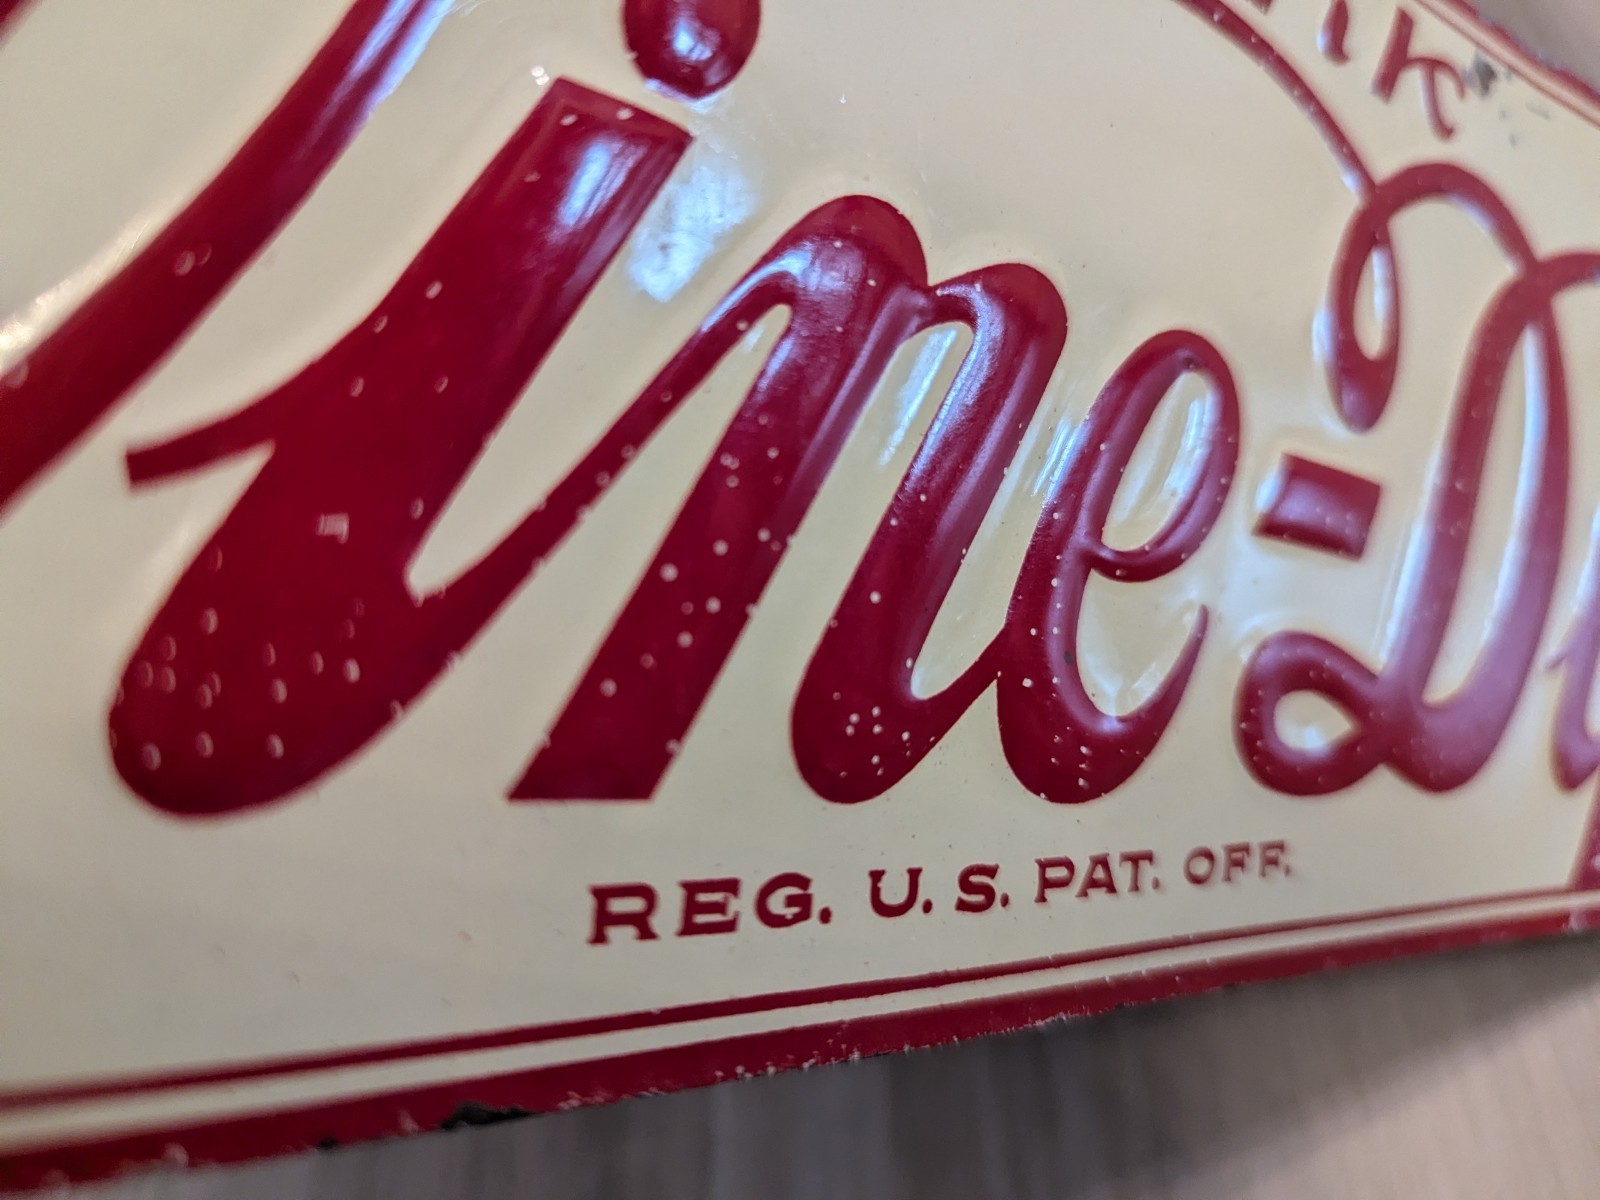 ine-D
REG. U.S. PAT. OFF.